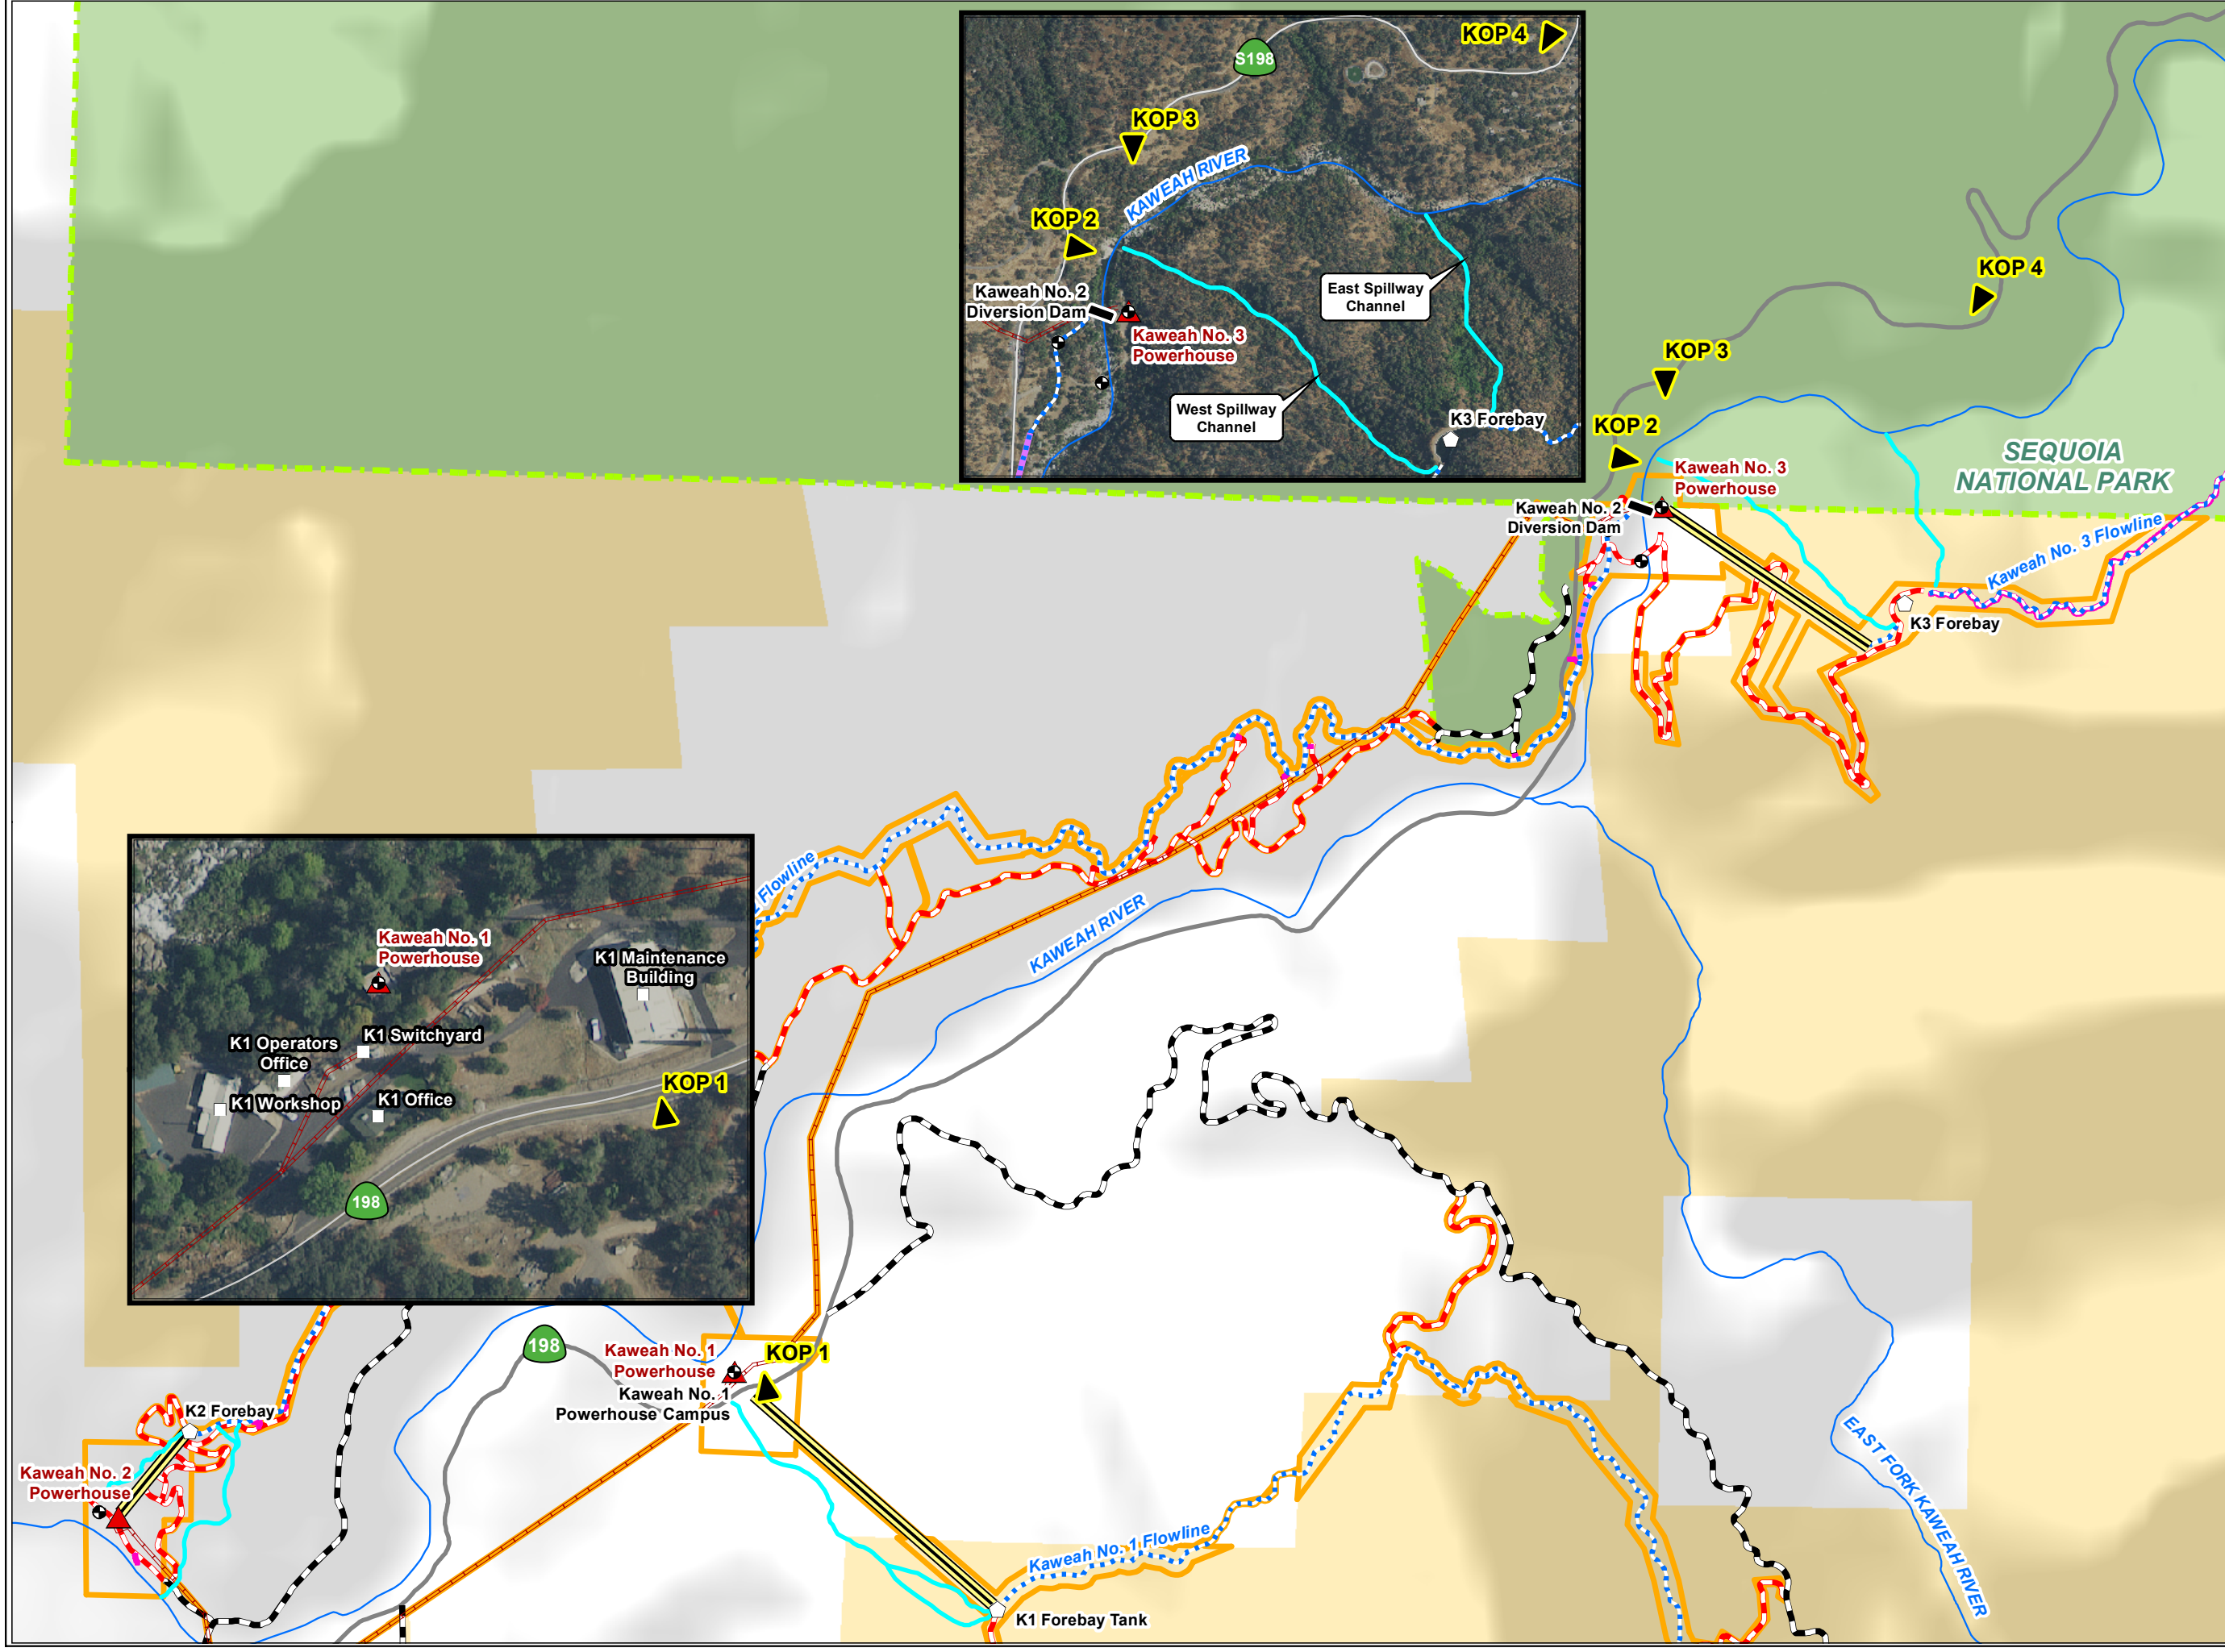 KOP 4
S198
KOP 3
KAWEAH RIVER
KOP 2
East Spillway
Channel
Kaweah No. 2
Diversion Dam
Kaweah No. 3
Powerhouse
West Spillway
Channel
K3 Forebay
KOP 4
KOP 3
KOP 2
SEQUOIA
NATIONAL PARK
Kaweah No. 3
Powerhouse
Kaweah No. 2
Diversion Dam
Kaweah No. 3 Flowline
K3 Forebay
Flowline
KAWEAH RIVER
Kaweah No. 1
Powerhouse
K1 Maintenance
Building
K1 Switchyard
K1 Operators
Office
K1 Workshop
K1 Office
KOP 1
198
198
Kaweah No. 1
Powerhouse
KOP 1
Kaweah No. 1
Powerhouse Campus
K2 Forebay
Kaweah No. 2
Powerhouse
EAST FORK KAWEAH RIVER
Kaweah No. 1 Flowline
K1 Forebay Tank